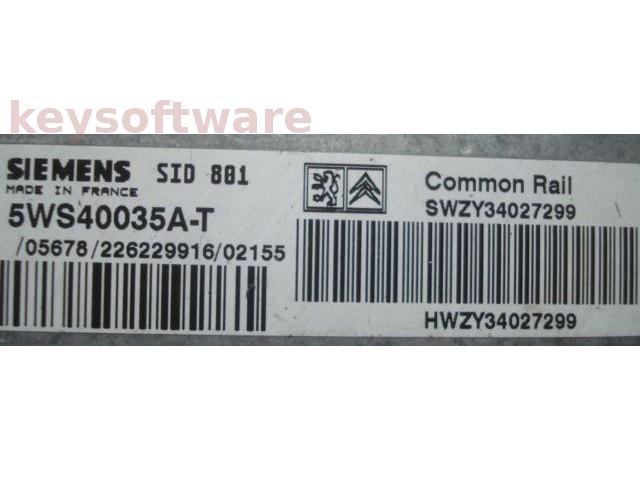 keysoftware
SIEMENS SID 801
MADE IN FRANCE
5WS40035A-T
/05678/226229916/02155
Common Rail
SWZY34027299
HWZY34027299